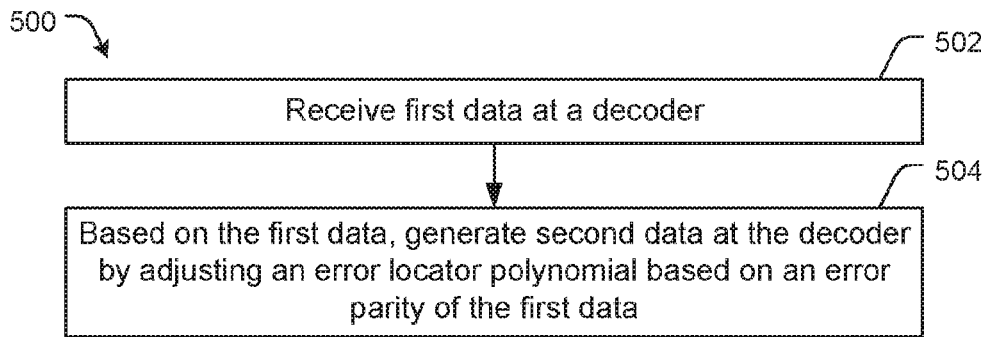 500
502
Receive first data at a decoder
504
Based on the first data, generate second data at the decoder
by adjusting an error locator polynomial based on an error
parity of the first data